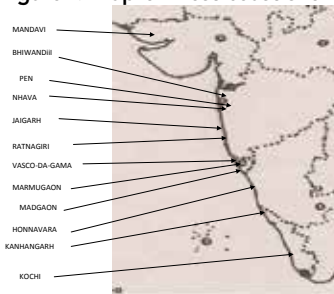 MANDAVI
BHIWANDiil
PEN
NHAVA
JAIGARH
RATNAGIRI
VASCO-DA-GAMA
MARMUGAON
MADGAON
HONNAVARA
KANHANGARH
KOCHI